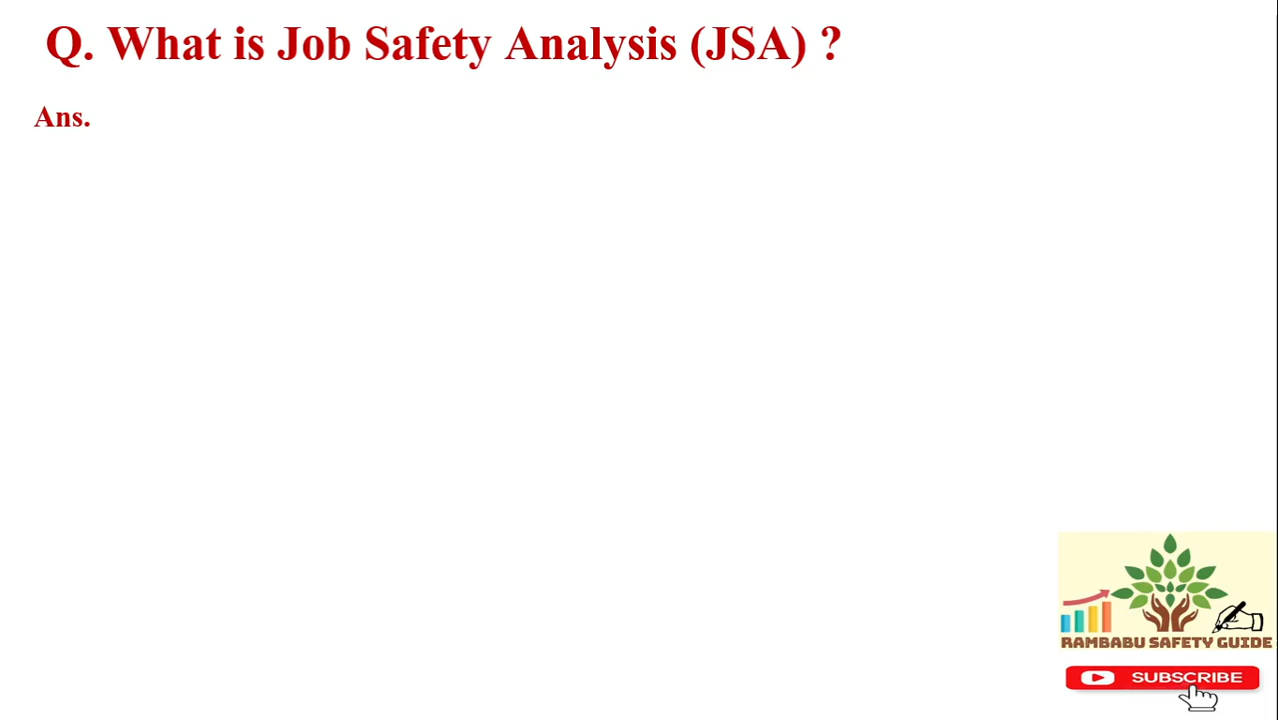 Q. What is Job Safety Analysis (JSA) ?
Ans.
RAMBABU SAFETY GUIDE
SUBSCRIBE